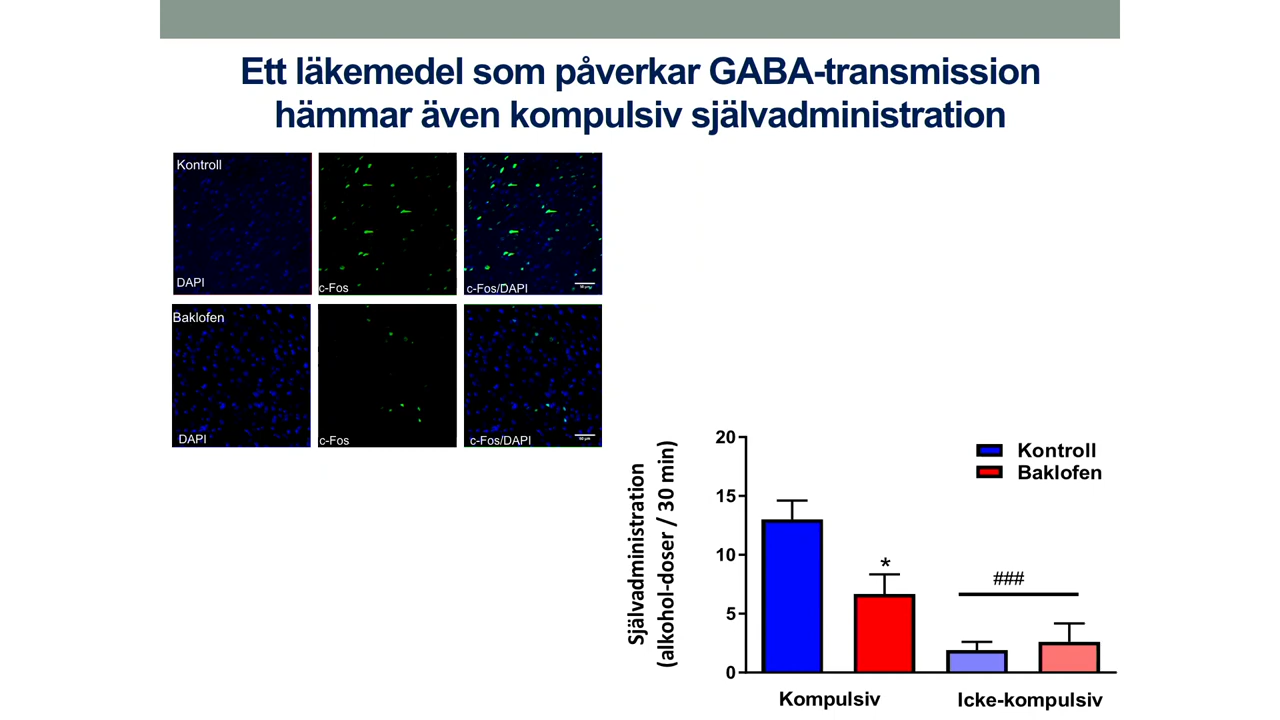 Ett läkemedel som påverkar GABA-transmission
hämmar även kompulsiv självadministration
Kontroll
DAPI
c-Fos
c-Fos/DAPI
Baklofen
DAPI
c-Fos
c-Fos/DAPI
Självadministration
(alkohol-doser / 30 min)
20
15
10
5
0
Kontroll
Baklofen
*
###
Kompulsiv
Icke-kompulsiv